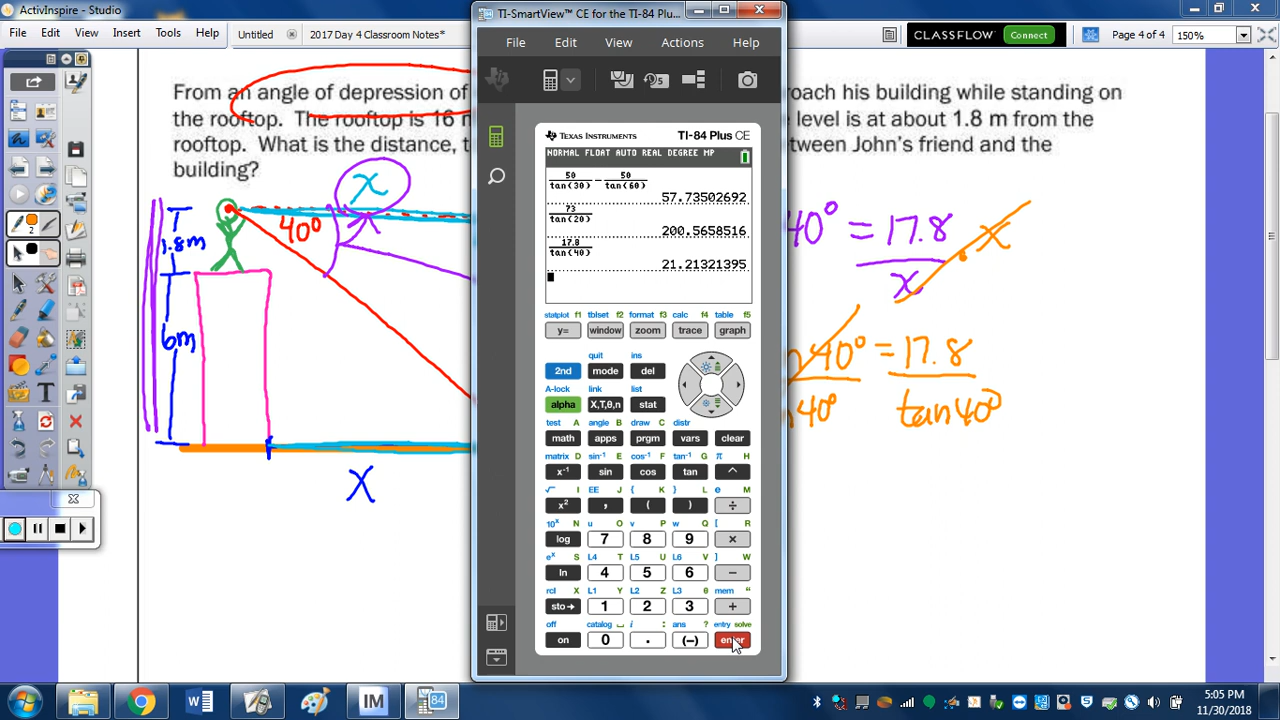 ActivInspire - Studio
TI-SmartView™ CE for the TI-84 Plus...
File Edit View Insert Tools Help
Untitled
2017 Day 4 Classroom Notes*
CLASSFLOW
Connect
Page 4 of 4
150%
File Edit View Actions Help
From an angle of depression of
roach his building while standing on
the rooftop. The rooftop is 16 m
e level is at about 1.8 m from the
rooftop. What is the distance, t
tween John's friend and the
building?
x
x
40°
1.8m
6m
X
40° = 17.8
x
x
n 40° = 17.8
n 40° tan 40°
TEXAS INSTRUMENTS
TI-84 Plus CE
NORMAL FLOAT AUTO REAL DEGREE MP
50 50
tan(30) − tan(60)
57.73502692
73
tan(20)
200.5658516
17.8
tan(40)
21.21321395
statplot f1 tblset f2 format f3 calc f4 table f5
y= window zoom trace graph
quit ins
2nd mode del
A-lock link list
alpha X,T,θ,n stat
test A angle B draw C distr
math apps prgm vars clear
matrix D sin⁻¹ E cos⁻¹ F tan⁻¹ G π H
x⁻¹ sin cos tan ^
√ I EE J { K } L e M
x² , ( ) ÷
10ˣ N u O v P w Q [ R
log 7 8 9 ×
eˣ S L4 T L5 U L6 V ] W
ln 4 5 6 −
rcl X L1 Y L2 Z L3 θ mem "
sto→ 1 2 3 +
off catalog i : ans ? entry solve
on 0 . (−) enter
2
W
IM
84
5:05 PM
11/30/2018